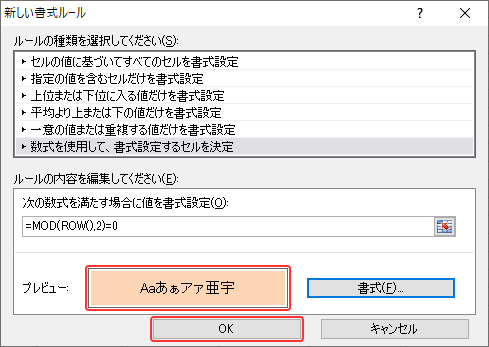 新しい書式ルール
ルールの種類を選択してください(S):
セルの値に基づいてすべてのセルを書式設定
指定の値を含むセルだけを書式設定
上位または下位に入る値だけを書式設定
平均より上または下の値だけを書式設定
一意の値または重複する値だけを書式設定
数式を使用して、書式設定するセルを決定
ルールの内容を編集してください(E):
次の数式を満たす場合に値を書式設定(O):
=MOD(ROW(),2)=0
プレビュー: Aaあぁアァ亜宇 書式(F)...
OK キャンセル